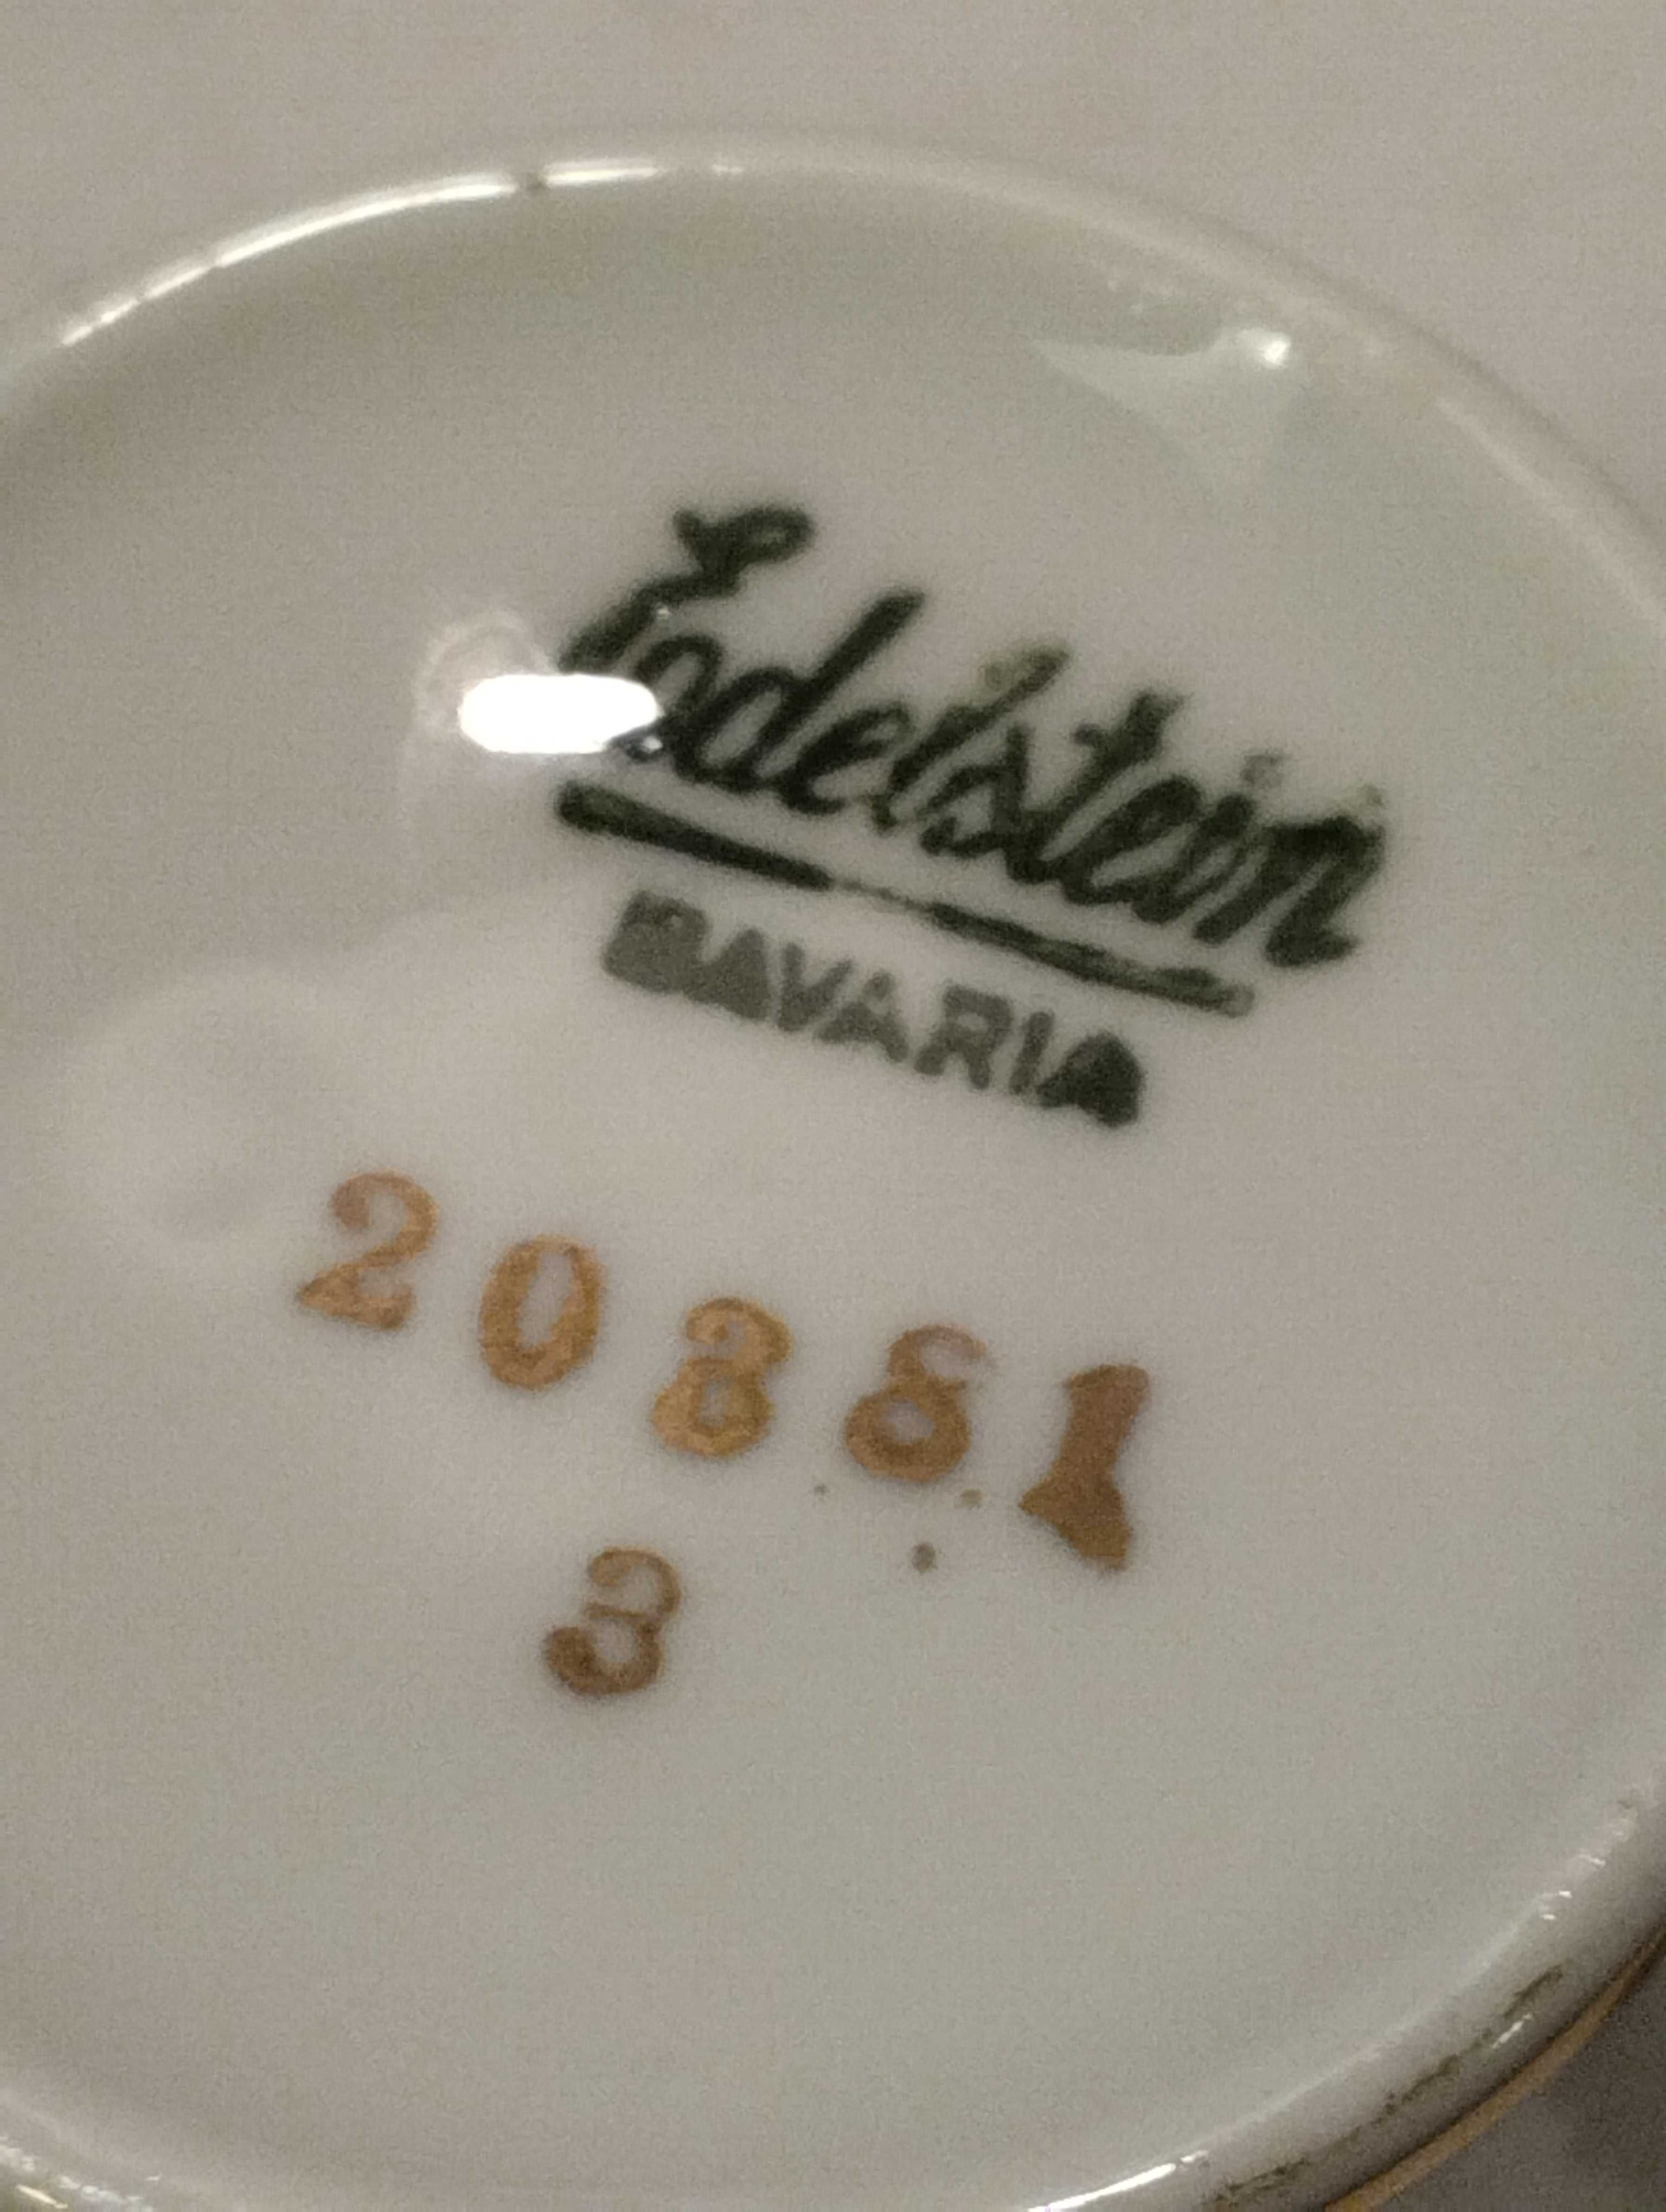 Edelstein
BAVARIA
20881
3